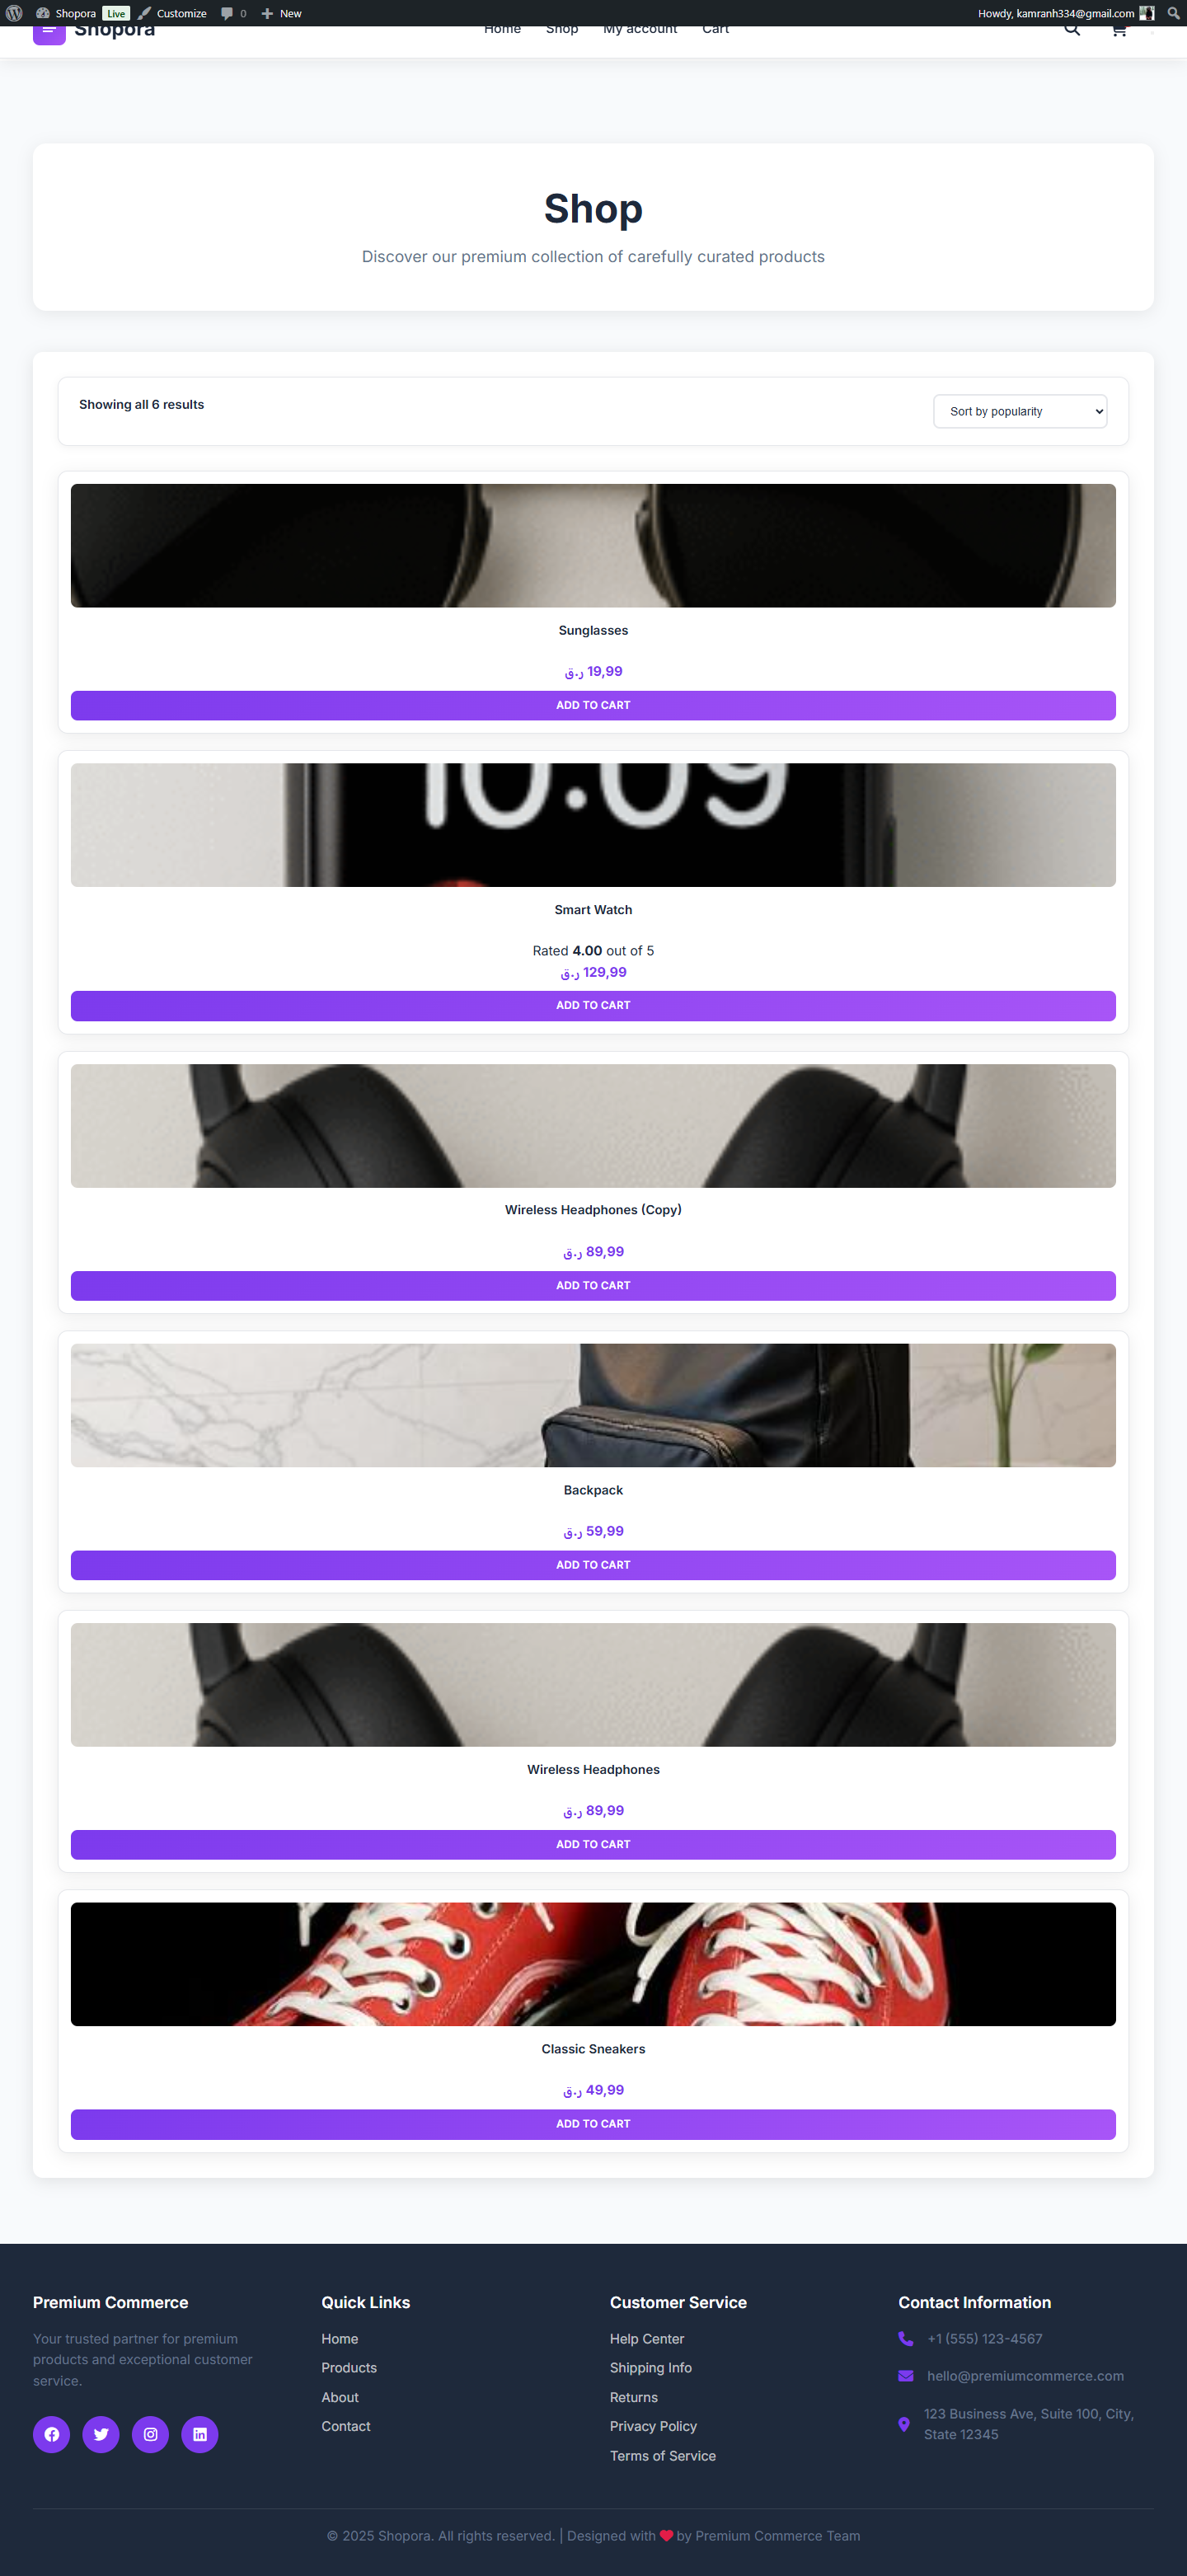 Shopora Live Customize 0 New Howdy, kamranh334@gmail.com
Shopora Home Shop My account Cart
Shop
Discover our premium collection of carefully curated products
Showing all 6 results
Sort by popularity
Sunglasses
ر.ق 19,99
ADD TO CART
10:09
Smart Watch
Rated 4.00 out of 5
ر.ق 129,99
ADD TO CART
Wireless Headphones (Copy)
ر.ق 89,99
ADD TO CART
Backpack
ر.ق 59,99
ADD TO CART
Wireless Headphones
ر.ق 89,99
ADD TO CART
Classic Sneakers
ر.ق 49,99
ADD TO CART
Premium Commerce
Your trusted partner for premium
products and exceptional customer
service.
Quick Links
Home
Products
About
Contact
Customer Service
Help Center
Shipping Info
Returns
Privacy Policy
Terms of Service
Contact Information
+1 (555) 123-4567
hello@premiumcommerce.com
123 Business Ave, Suite 100, City,
State 12345
© 2025 Shopora. All rights reserved. | Designed with ❤ by Premium Commerce Team